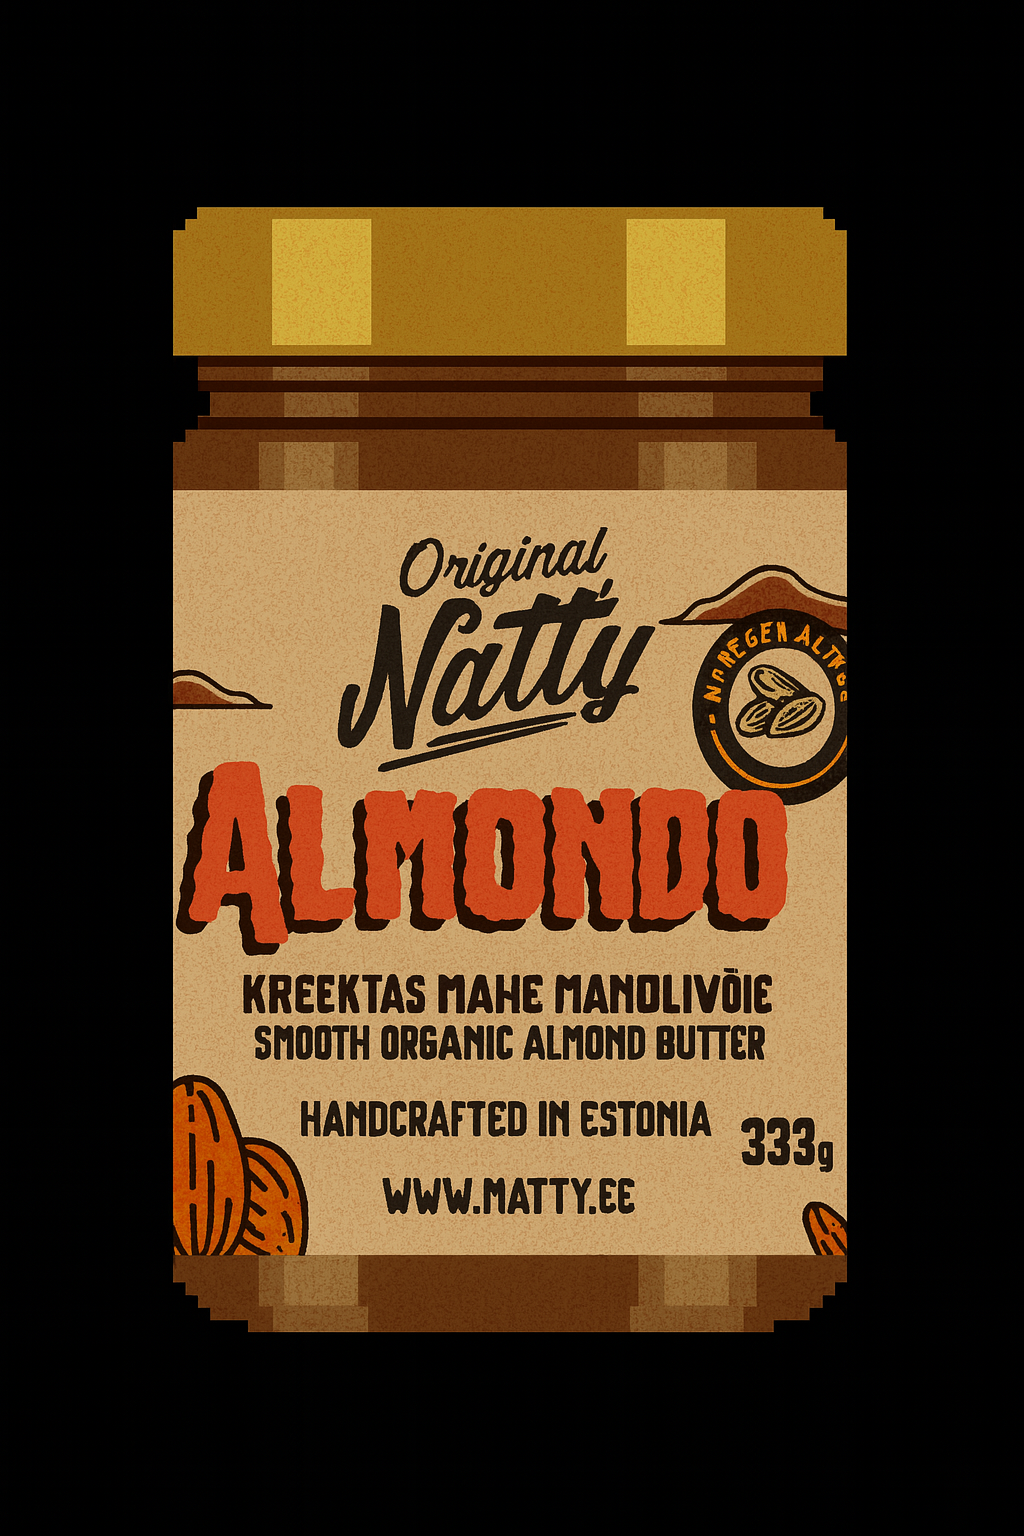 Original
Natty
ALMONDO
KREEKTAS MAHE MANDLIVÕIE
SMOOTH ORGANIC ALMOND BUTTER
HANDCRAFTED IN ESTONIA
333g
WWW.MATTY.EE